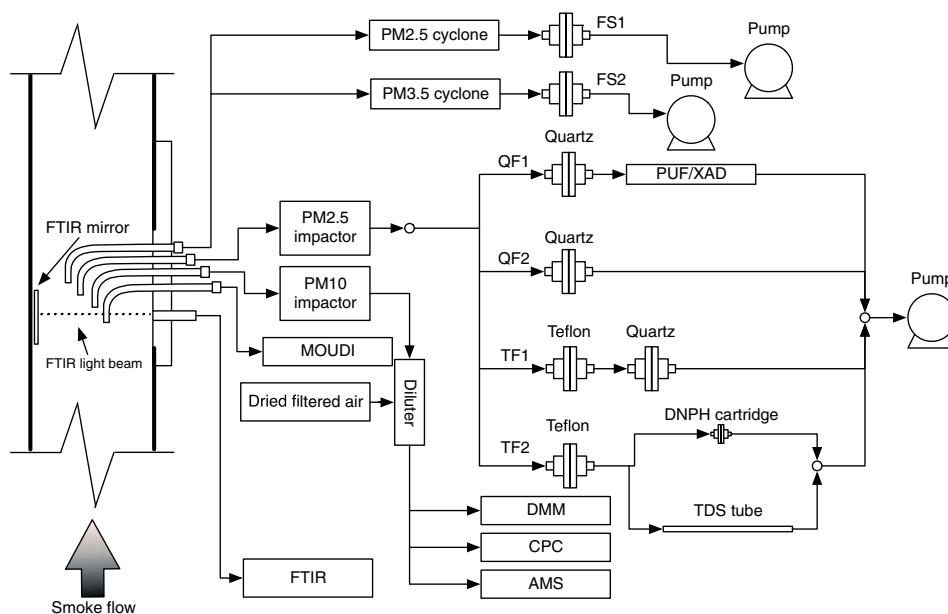 PM2.5 cyclone
FS1
Pump
PM3.5 cyclone
FS2
Pump
Quartz
QF1
PUF/XAD
FTIR mirror
PM2.5
impactor
Quartz
QF2
PM10
impactor
Pump
FTIR light beam
MOUDI
Teflon
Quartz
TF1
Dried filtered air
Diluter
Teflon
DNPH cartridge
TF2
DMM
TDS tube
CPC
FTIR
AMS
Smoke flow